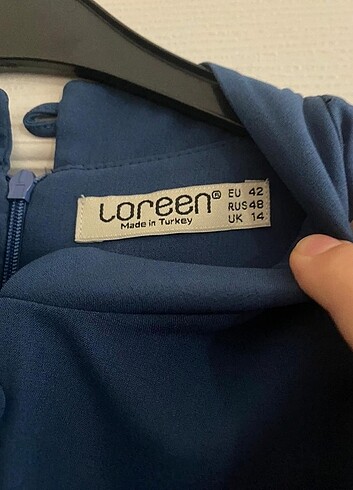 Loreen® EU 42
RUS 48
Made in Turkey UK 14